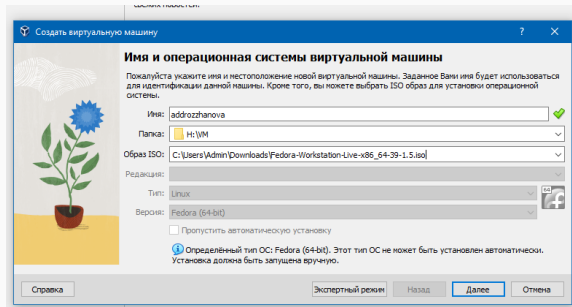 свежих новостей.
Создать виртуальную машину
?
Имя и операционная системы виртуальной машины
Пожалуйста укажите имя и местоположение новой виртуальной машины. Заданное Вами имя будет использоваться
для идентификации данной машины. Кроме того, вы можете выбрать ISO образ для установки операционной
системы.
Имя: addrozzhanova
Папка: H:\VM
Образ ISO: C:\Users\Admin\Downloads\Fedora-Workstation-Live-x86_64-39-1.5.iso
Редакция:
Тип: Linux
64
Версия: Fedora (64-bit)
Пропустить автоматическую установку
Определённый тип ОС: Fedora (64-bit). Этот тип ОС не может быть установлен автоматически.
Установка должна быть запущена вручную.
Справка Экспертный режим Назад Далее Отмена